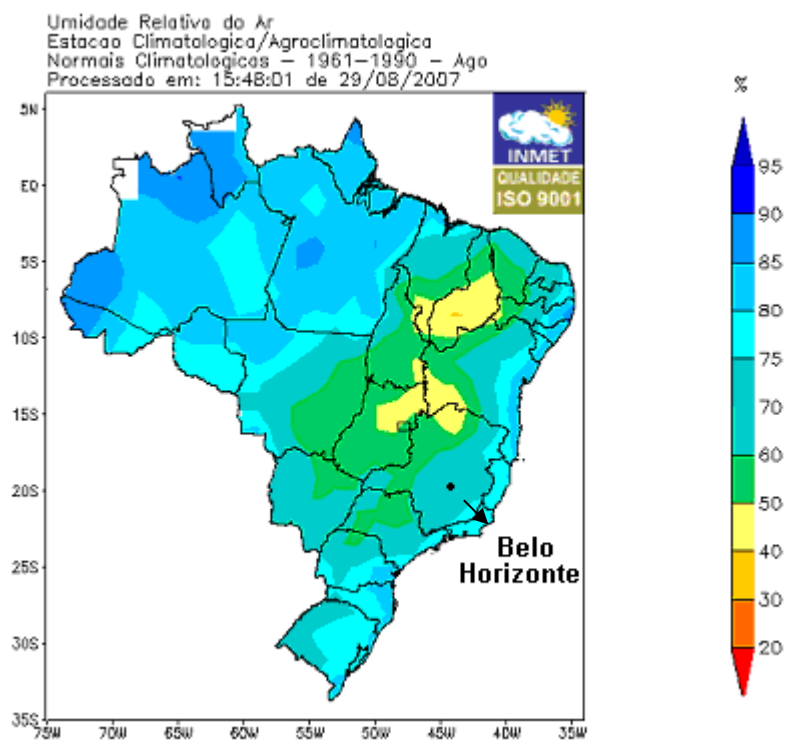 Umidade Relativa do Ar
Estacao Climatologica/Agroclimatologica
Normais Climatologicas – 1961–1990 – Ago
Processado em: 15:48:01 de 29/08/2007
INMET
QUALIDADE
ISO 9001
%
95
90
85
80
75
70
60
50
40
30
20
5N
EQ
5S
10S
15S
20S
25S
30S
35S
Belo
Horizonte
75W 70W 65W 60W 55W 50W 45W 40W 35W